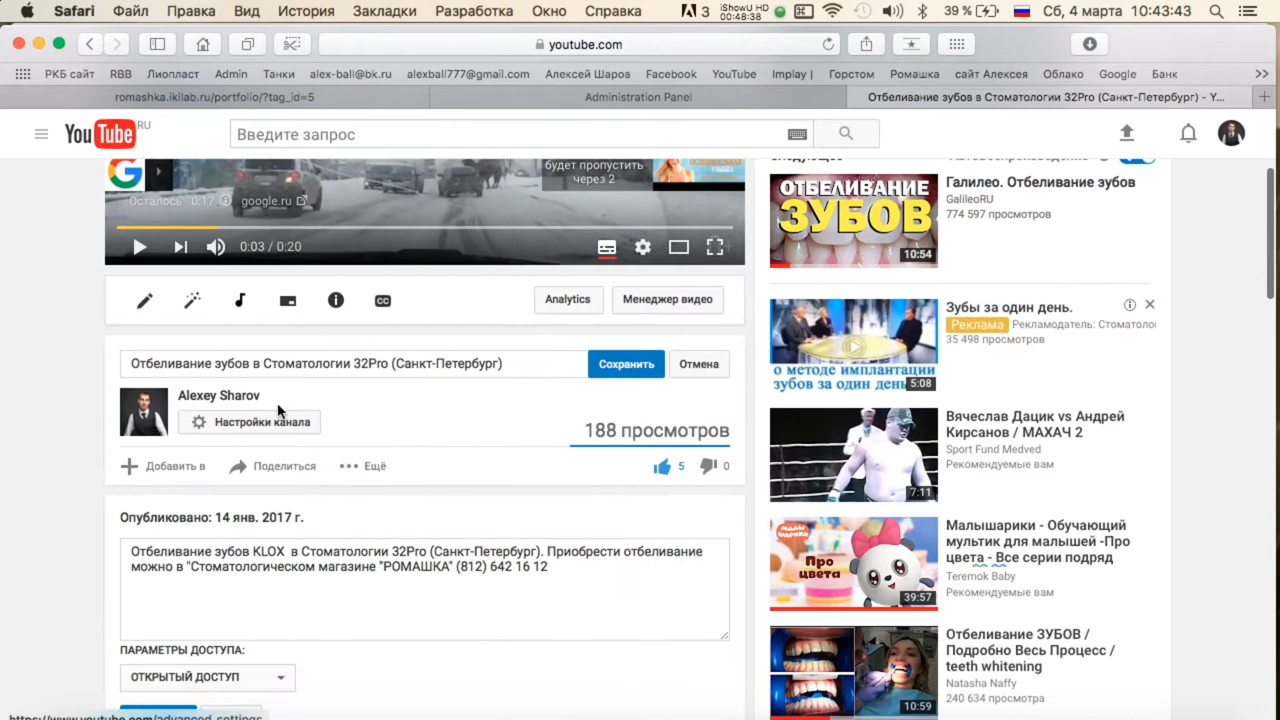 Safari Файл Правка Вид История Закладки Разработка Окно Справка
3 iShowU HD 00:48:38 39 % Сб, 4 марта 10:43:43
youtube.com
РКБ сайт RBB Лиопласт Admin Танки alex-ball@bk.ru alexball777@gmail.com Алексей Шаров Facebook YouTube Implay | Горстом Ромашка сайт Алексея Облако Google Банк
romashka.ikilab.ru/portfolio/?tag_id=5 Administration Panel Отбеливание зубов в Стоматологии 32Pro (Санкт-Петербург) - Y...
YouTube RU Введите запрос
будет пропустить
через 2
Осталось 0:17 google.ru
0:03 / 0:20
Analytics Менеджер видео
Отбеливание зубов в Стоматологии 32Pro (Санкт-Петербург) Сохранить Отмена
Alexey Sharov
Настройки канала
188 просмотров
Добавить в Поделиться Ещё 5 0
Опубликовано: 14 янв. 2017 г.
Отбеливание зубов KLOX в Стоматологии 32Pro (Санкт-Петербург). Приобрести отбеливание
можно в "Стоматологическом магазине "РОМАШКА" (812) 642 16 12
ПАРАМЕТРЫ ДОСТУПА:
ОТКРЫТЫЙ ДОСТУП
ОТБЕЛИВАНИЕ
ЗУБОВ
10:54
Галилео. Отбеливание зубов
GalileoRU
774 597 просмотров
о методе имплантации
зубов за один день
5:08
Зубы за один день.
Реклама Рекламодатель: Стоматоло
35 498 просмотров
7:11
Вячеслав Дацик vs Андрей
Кирсанов / МАХАЧ 2
Sport Fund Medved
Рекомендуемые вам
МАЛЫШАРИКИ
Про
цвета
39:57
Малышарики - Обучающий
мультик для малышей -Про
цвета - Все серии подряд
Teremok Baby
Рекомендуемые вам
10:59
Отбеливание ЗУБОВ /
Подробно Весь Процесс /
teeth whitening
Natasha Naffy
240 634 просмотра
https://www.youtube.com/advanced_settings